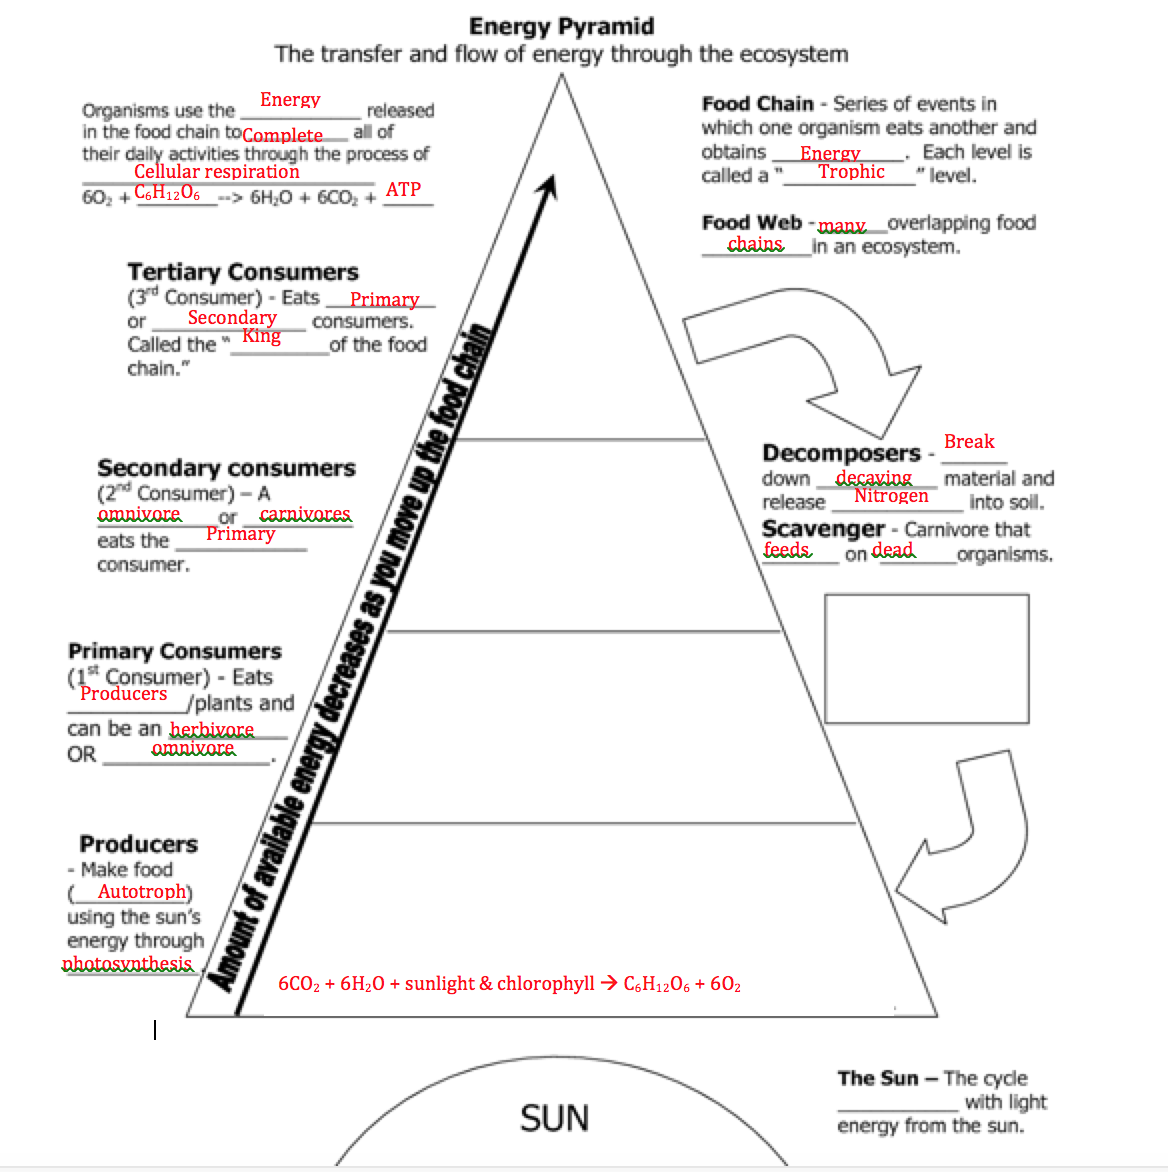 Energy Pyramid
The transfer and flow of energy through the ecosystem
Organisms use the Energy released
in the food chain to Complete all of
their daily activities through the process of
Cellular respiration
6O₂ + C₆H₁₂O₆ --> 6H₂O + 6CO₂ + ATP
Food Chain - Series of events in
which one organism eats another and
obtains Energy. Each level is
called a "Trophic" level.
Food Web - many overlapping food
chains in an ecosystem.
Tertiary Consumers
(3rd Consumer) - Eats Primary
or Secondary consumers.
Called the "King of the food
chain."
Decomposers - Break
down decaying material and
release Nitrogen into soil.
Scavenger - Carnivore that
feeds on dead organisms.
Secondary consumers
(2nd Consumer) – A
omnivore or carnivores
eats the Primary
consumer.
Primary Consumers
(1st Consumer) - Eats
Producers/plants and
can be an herbivore
OR omnivore.
Producers
- Make food
(Autotroph)
using the sun's
energy through
photosynthesis.
Amount of available energy decreases as you move up the food chain
6CO₂ + 6H₂O + sunlight & chlorophyll → C₆H₁₂O₆ + 6O₂
SUN
The Sun – The cycle
____________ with light
energy from the sun.